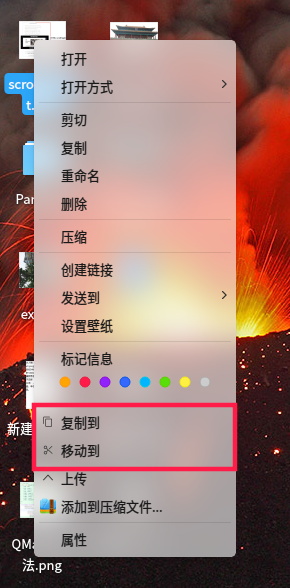 scro
t.
Par
ex
新建
QMa
法.png
打开
打开方式
剪切
复制
重命名
删除
压缩
创建链接
发送到
设置壁纸
标记信息
复制到
移动到
上传
添加到压缩文件...
属性